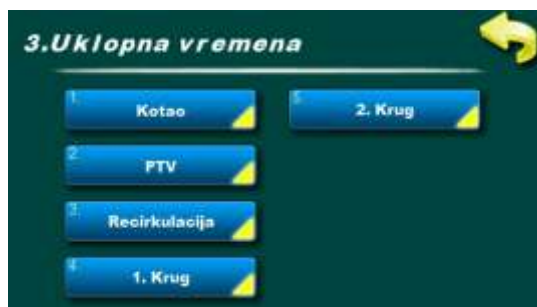 3.Uklopna vremena
1.
Kotao
2.
PTV
3.
Recirkulacija
4.
1. Krug
5.
2. Krug